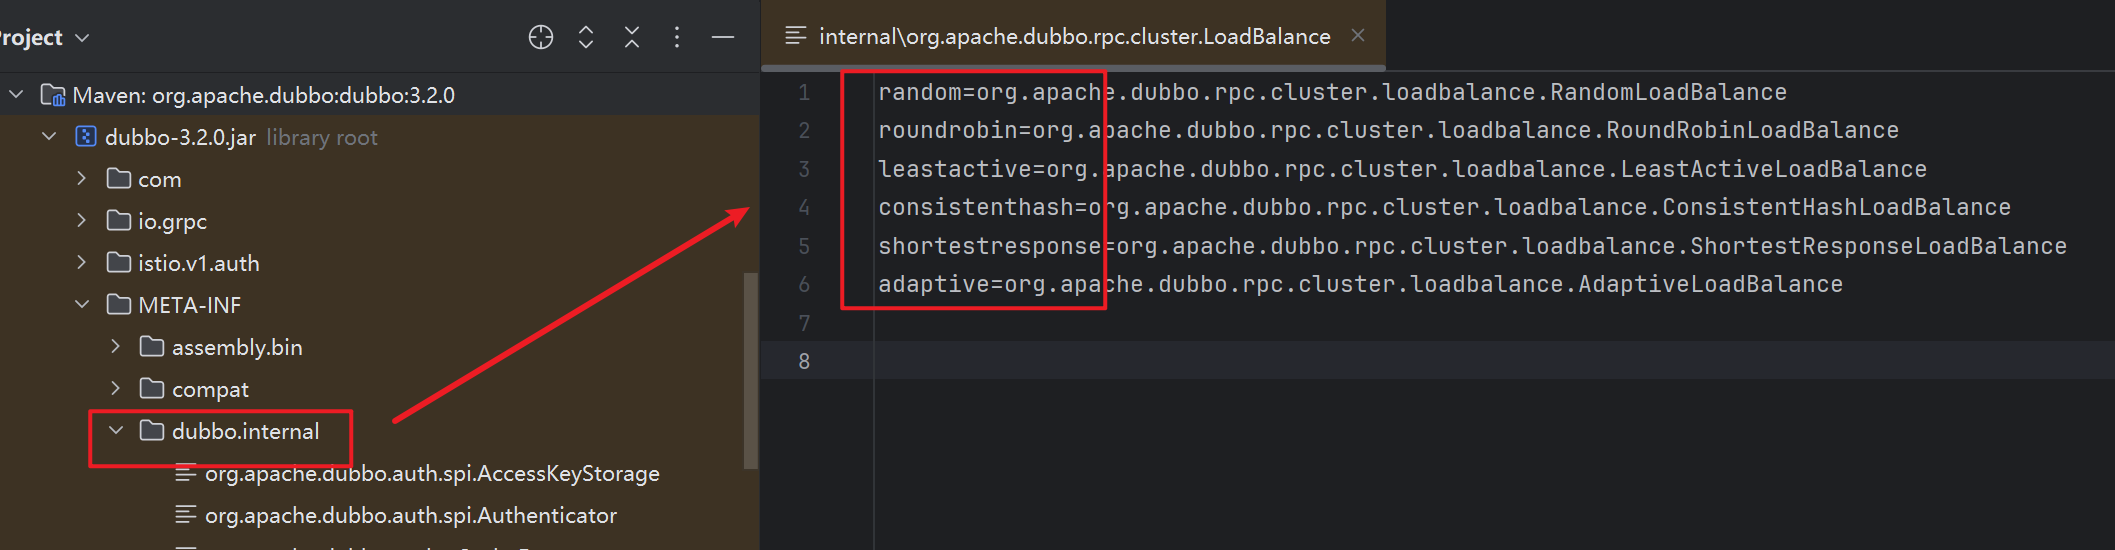 Project
Maven: org.apache.dubbo:dubbo:3.2.0
dubbo-3.2.0.jar library root
com
io.grpc
istio.v1.auth
META-INF
assembly.bin
compat
dubbo.internal
org.apache.dubbo.auth.spi.AccessKeyStorage
org.apache.dubbo.auth.spi.Authenticator
internal\org.apache.dubbo.rpc.cluster.LoadBalance
1 random=org.apache.dubbo.rpc.cluster.loadbalance.RandomLoadBalance
2 roundrobin=org.apache.dubbo.rpc.cluster.loadbalance.RoundRobinLoadBalance
3 leastactive=org.apache.dubbo.rpc.cluster.loadbalance.LeastActiveLoadBalance
4 consistenthash=org.apache.dubbo.rpc.cluster.loadbalance.ConsistentHashLoadBalance
5 shortestresponse=org.apache.dubbo.rpc.cluster.loadbalance.ShortestResponseLoadBalance
6 adaptive=org.apache.dubbo.rpc.cluster.loadbalance.AdaptiveLoadBalance
7
8